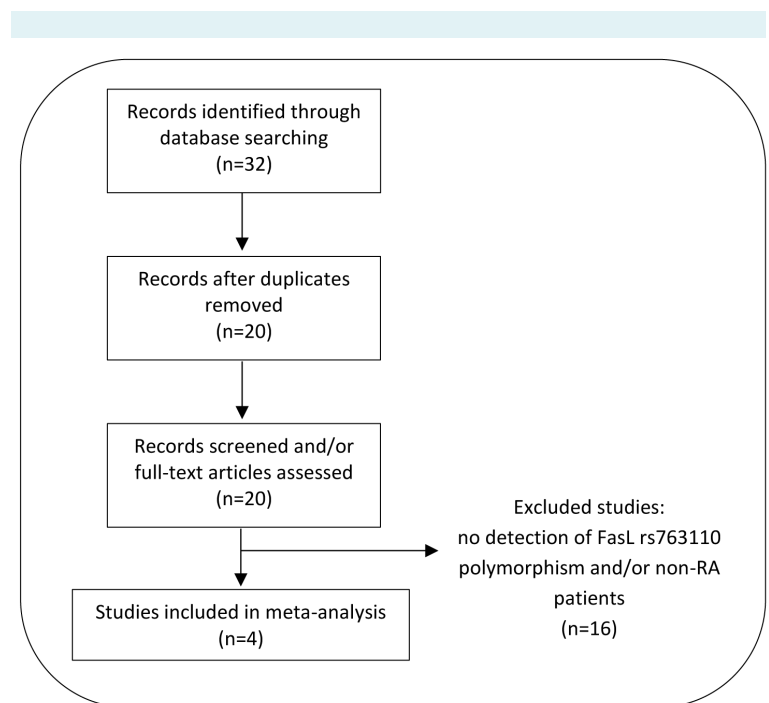 Records identified through
database searching
(n=32)
Records after duplicates
removed
(n=20)
Records screened and/or
full-text articles assessed
(n=20)
Excluded studies:
no detection of FasL rs763110
polymorphism and/or non-RA
patients
(n=16)
Studies included in meta-analysis
(n=4)